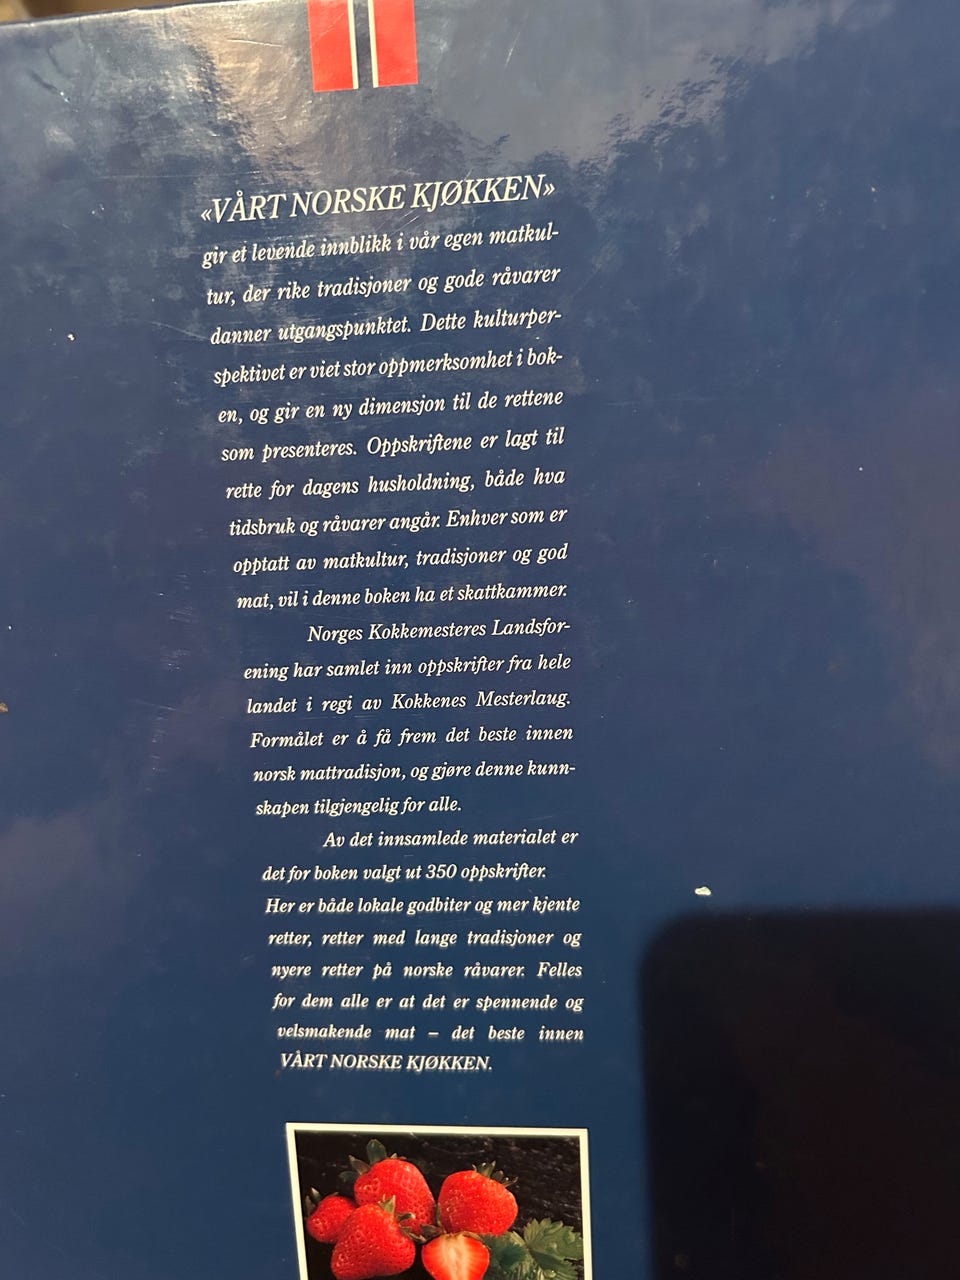 «VÅRT NORSKE KJØKKEN»
gir et levende innblikk i vår egen matkul-
tur, der rike tradisjoner og gode råvarer
danner utgangspunktet. Dette kulturper-
spektivet er viet stor oppmerksomhet i bok-
en, og gir en ny dimensjon til de rettene
som presenteres. Oppskriftene er lagt til
rette for dagens husholdning, både hva
tidsbruk og råvarer angår. Enhver som er
opptatt av matkultur, tradisjoner og god
mat, vil i denne boken ha et skattkammer.
Norges Kokkemesteres Landsfor-
ening har samlet inn oppskrifter fra hele
landet i regi av Kokkenes Mesterlaug.
Formålet er å få frem det beste innen
norsk mattradisjon, og gjøre denne kunn-
skapen tilgjengelig for alle.
Av det innsamlede materialet er
det for boken valgt ut 350 oppskrifter.
Her er både lokale godbiter og mer kjente
retter, retter med lange tradisjoner og
nyere retter på norske råvarer. Felles
for dem alle er at det er spennende og
velsmakende mat – det beste innen
VÅRT NORSKE KJØKKEN.